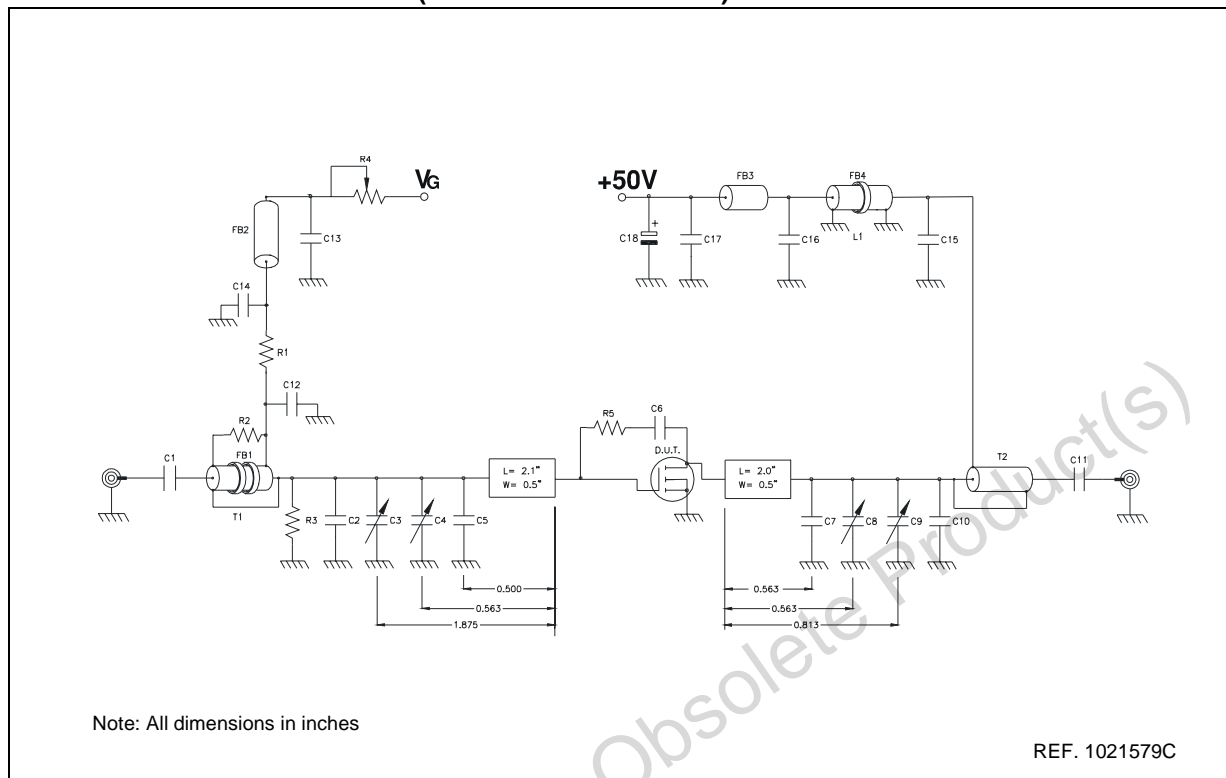 R4
VG
+50V
FB3
FB4
FB2
C13
C18
+
C17
C16
L1
C15
C14
R1
C12
R2
FB1
C1
T1
R3
C2
C3
C4
C5
L= 2.1"
W= 0.5"
R5
C6
D.U.T.
L= 2.0"
W= 0.5"
T2
C11
C7
C8
C9
C10
0.500
0.563
1.875
0.563
0.563
0.813
Obsolete Product(s)
Note: All dimensions in inches
REF. 1021579C